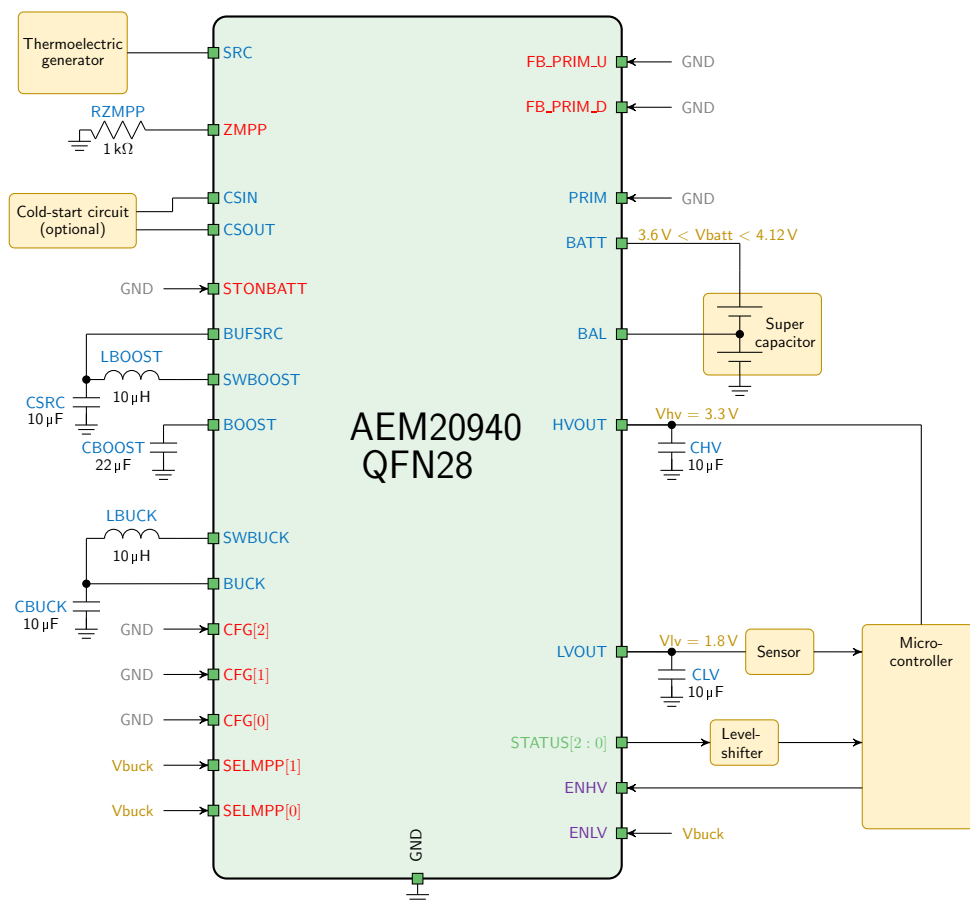 Thermoelectric
generator
SRC
RZMPP
1 kΩ
ZMPP
Cold-start circuit
(optional)
CSIN
CSOUT
GND
STONBATT
BUFSRC
LBOOST
10 µH
SWBOOST
CSRC
10 µF
BOOST
CBOOST
22 µF
LBUCK
10 µH
SWBUCK
BUCK
CBUCK
10 µF
GND
CFG[2]
GND
CFG[1]
GND
CFG[0]
Vbuck
SELMPP[1]
Vbuck
SELMPP[0]
AEM20940
QFN28
GND
FB_PRIM_U
GND
FB_PRIM_D
GND
PRIM
GND
BATT
3.6 V < Vbatt < 4.12 V
BAL
Super
capacitor
HVOUT
Vhv = 3.3 V
CHV
10 µF
LVOUT
Vlv = 1.8 V
CLV
10 µF
Sensor
Micro-
controller
STATUS[2 : 0]
Level-
shifter
ENHV
ENLV
Vbuck